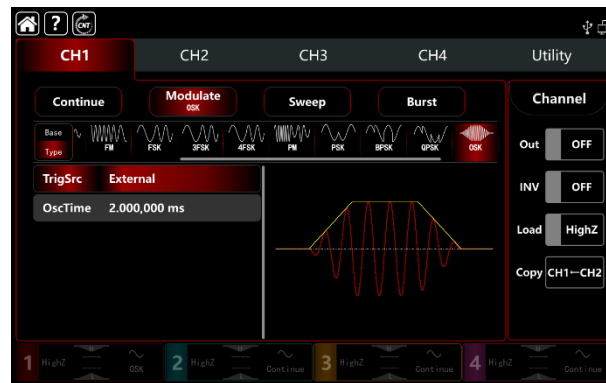 ? CNT
CH1 CH2 CH3 CH4 Utility
Continue Modulate OSK Sweep Burst Channel
Base Type FM FSK 3FSK 4FSK PM PSK BPSK QPSK OSK
Out OFF
TrigSrc External
INV OFF
OscTime 2.000,000 ms
Load HighZ
Copy CH1←CH2
1 HighZ OSK 2 HighZ Continue 3 HighZ Continue 4 HighZ Continue